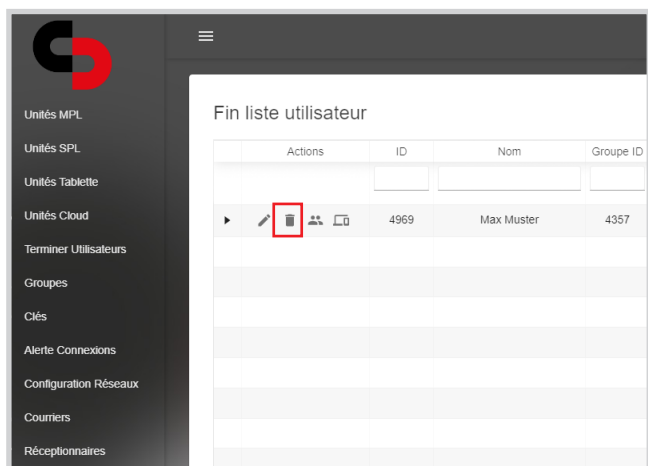 Unités MPL
Unités SPL
Unités Tablette
Unités Cloud
Terminer Utilisateurs
Groupes
Clés
Alerte Connexions
Configuration Réseaux
Courriers
Réceptionnaires
Fin liste utilisateur
Actions ID Nom Groupe ID
4969 Max Muster 4357